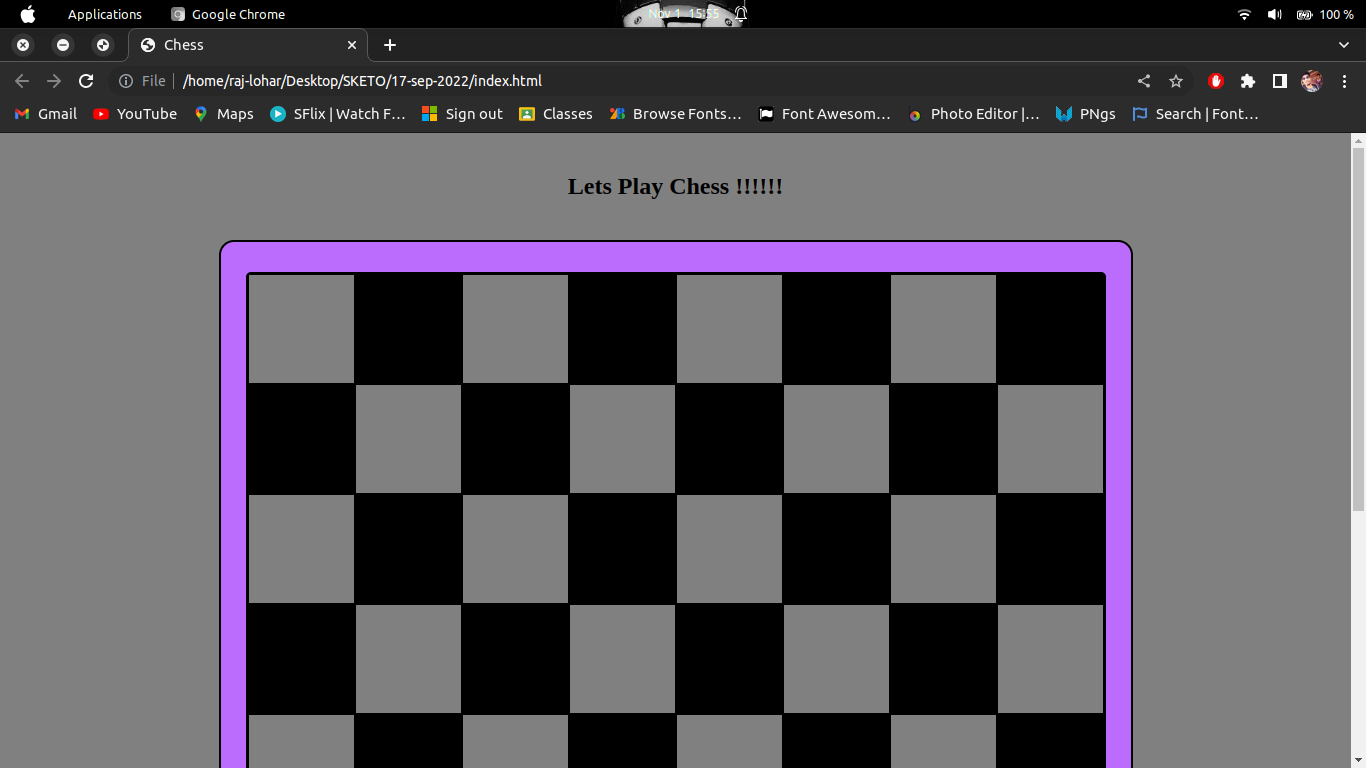 Applications Google Chrome Nov 1 15:55 100 %
Chess
File /home/raj-lohar/Desktop/SKETO/17-sep-2022/index.html
Gmail YouTube Maps SFlix | Watch F… Sign out Classes Browse Fonts… Font Awesom… Photo Editor |… PNgs Search | Font…
Lets Play Chess !!!!!!